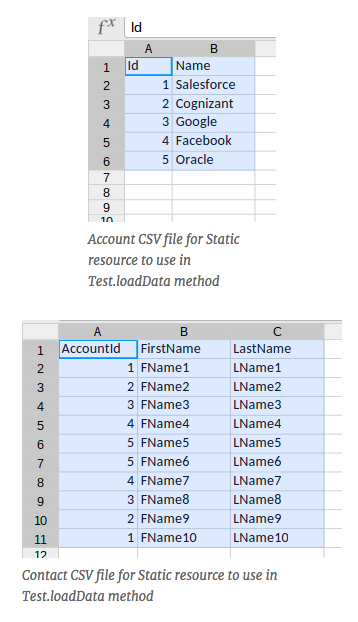 fx Id
A B
1 Id Name
2 1 Salesforce
3 2 Cognizant
4 3 Google
5 4 Facebook
6 5 Oracle
7
8
9
10
Account CSV file for Static
resource to use in
Test.loadData method
A B C
1 AccountId FirstName LastName
2 1 FName1 LName1
3 2 FName2 LName2
4 3 FName3 LName3
5 4 FName4 LName4
6 5 FName5 LName5
7 5 FName6 LName6
8 4 FName7 LName7
9 3 FName8 LName8
10 2 FName9 LName9
11 1 FName10 LName10
12
Contact CSV file for Static resource to use in
Test.loadData method